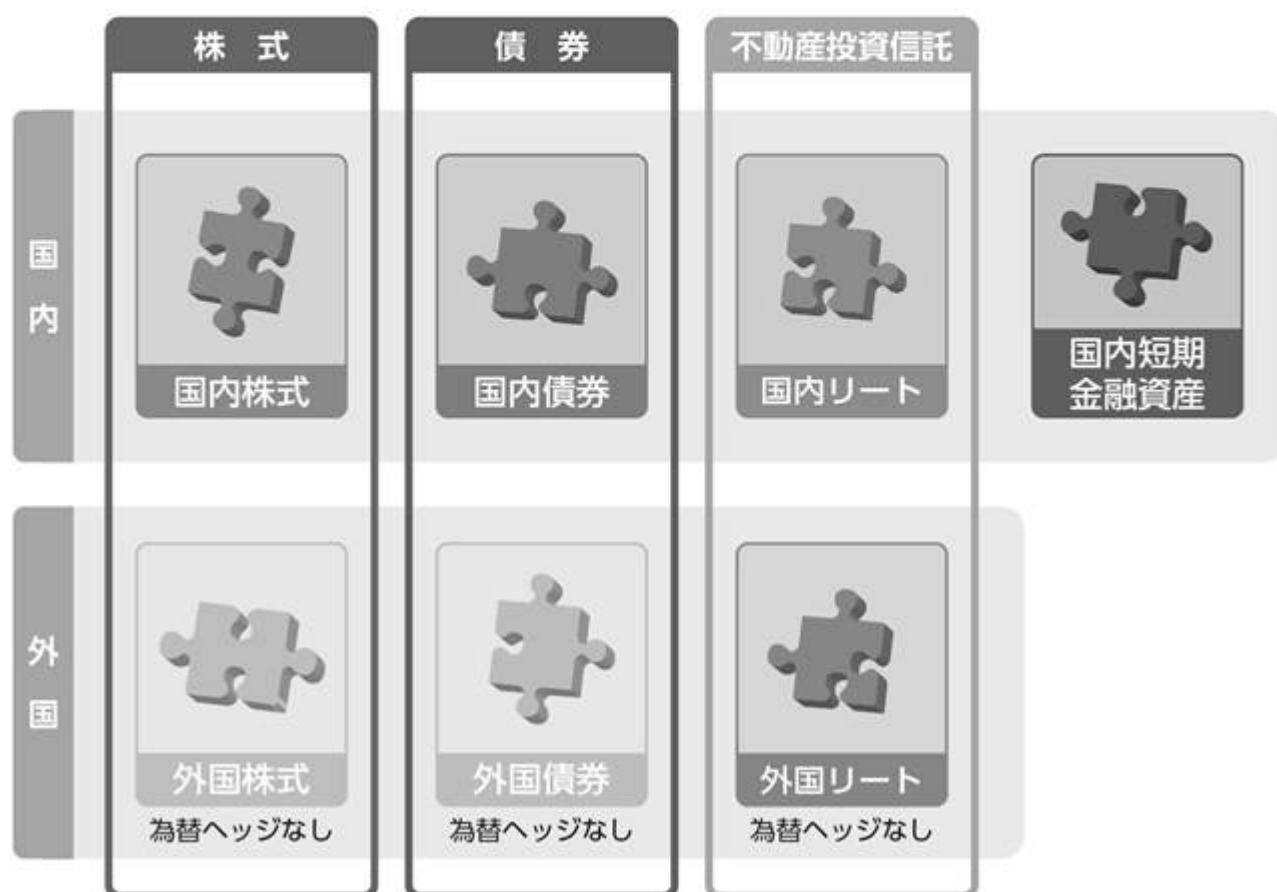 株 式
債 券
不動産投資信託
国内
国内株式
国内債券
国内リート
国内短期
金融資産
外国
外国株式
為替ヘッジなし
外国債券
為替ヘッジなし
外国リート
為替ヘッジなし